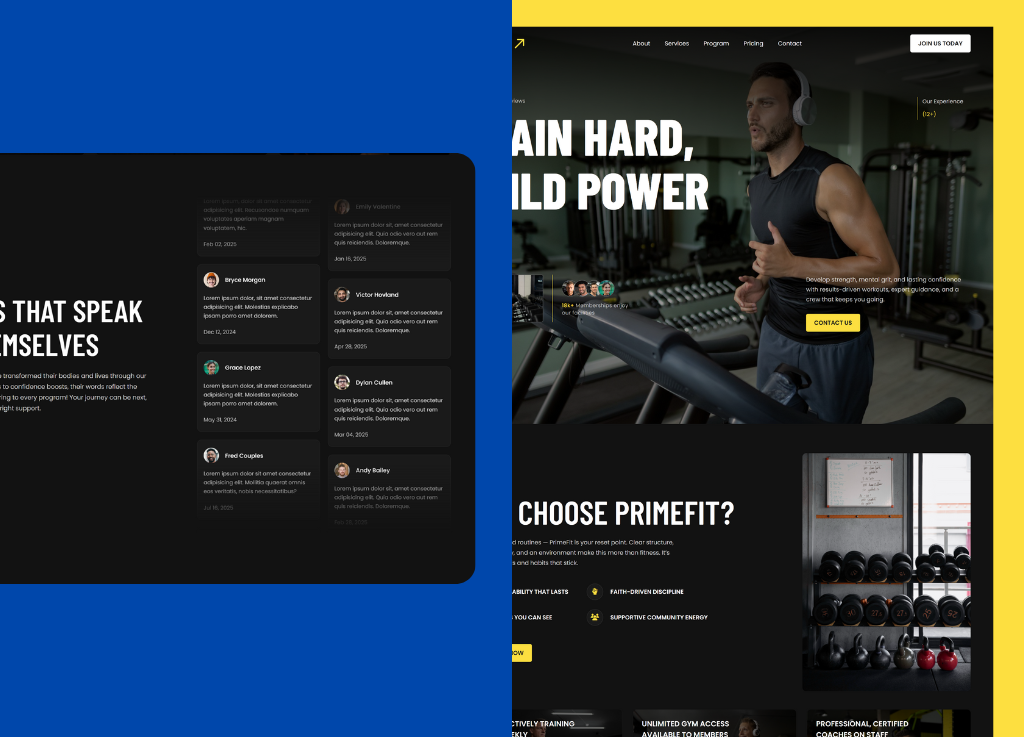 S THAT SPEAK
EMSELVES
transformed their bodies and lives through our
s to confidence boosts, their words reflect the
ring to every program! Your journey can be next,
right support.
Lorem ipsum, dolor sit amet consectetur
adipisicing elit. Recusandae numquam
voluptatos aperiam magnam
voluptatem, hic.
Feb 02, 2025
Bryce Morgan
Lorem ipsum dolor, sit amet consectetur
adipisicing elit. Molestias explicabo
ipsam porro dolorem.
Dec 12, 2024
Grace Lopez
Lorem ipsum dolor, sit amet consectetur
adipisicing elit. Molestias explicabo
ipsam porro dolorem.
May 31, 2024
Fred Couples
Lorem ipsum dolor sit amet consectetur
adipisicing elit. Mollitia quaerat omnis
eos veritatis, nobis necessitatibus?
Jul 16, 2025
Emily Valentine
Lorem ipsum dolor sit, amet consectetur
adipisicing elit. Quia odio vero aut rem
quis reiciendis. Doloremque.
Jan 16, 2025
Victor Hovland
Lorem ipsum dolor sit, amet consectetur
adipisicing elit. Quia odio vero aut rem
quis reiciendis. Doloremque.
Apr 28, 2025
Dylan Cullen
Lorem ipsum dolor sit, amet consectetur
adipisicing elit. Quia odio vero aut rem
quis reiciendis. Doloremque.
Mar 04, 2025
Andy Bailey
Lorem ipsum dolor sit, amet consectetur
adipisicing elit. Quia odio vero aut rem
quis reiciendis. Doloremque.
About Services Program Pricing Contact
JOIN US TODAY
Our Experience
(12+)
AIN HARD,
ILD POWER
18k+ Memberships enjoy
our facilities
Develop strength, mental grit, and lasting confidence
with results-driven workouts, expert guidance, and a
crew that keeps you going.
CONTACT US
CHOOSE PRIMEFIT?
d routines — PrimeFit is your reset point. Clear structure,
, and an environment make this more than fitness. It's
s and habits that stick.
ABILITY THAT LASTS
FAITH-DRIVEN DISCIPLINE
S YOU CAN SEE
SUPPORTIVE COMMUNITY ENERGY
NOW
CTIVELY TRAINING
EKLY
UNLIMITED GYM ACCESS
AVAILABLE TO MEMBERS
PROFESSIONAL, CERTIFIED
COACHES ON STAFF